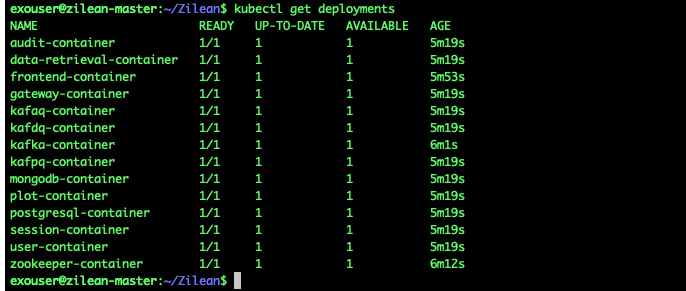 exouser@zilean-master:~/Zilean$ kubectl get deployments
NAME READY UP-TO-DATE AVAILABLE AGE
audit-container 1/1 1 1 5m19s
data-retrieval-container 1/1 1 1 5m19s
frontend-container 1/1 1 1 5m53s
gateway-container 1/1 1 1 5m19s
kafaq-container 1/1 1 1 5m19s
kafdq-container 1/1 1 1 5m19s
kafka-container 1/1 1 1 6m1s
kafpq-container 1/1 1 1 5m19s
mongodb-container 1/1 1 1 5m19s
plot-container 1/1 1 1 5m19s
postgresql-container 1/1 1 1 5m19s
session-container 1/1 1 1 5m19s
user-container 1/1 1 1 5m19s
zookeeper-container 1/1 1 1 6m12s
exouser@zilean-master:~/Zilean$